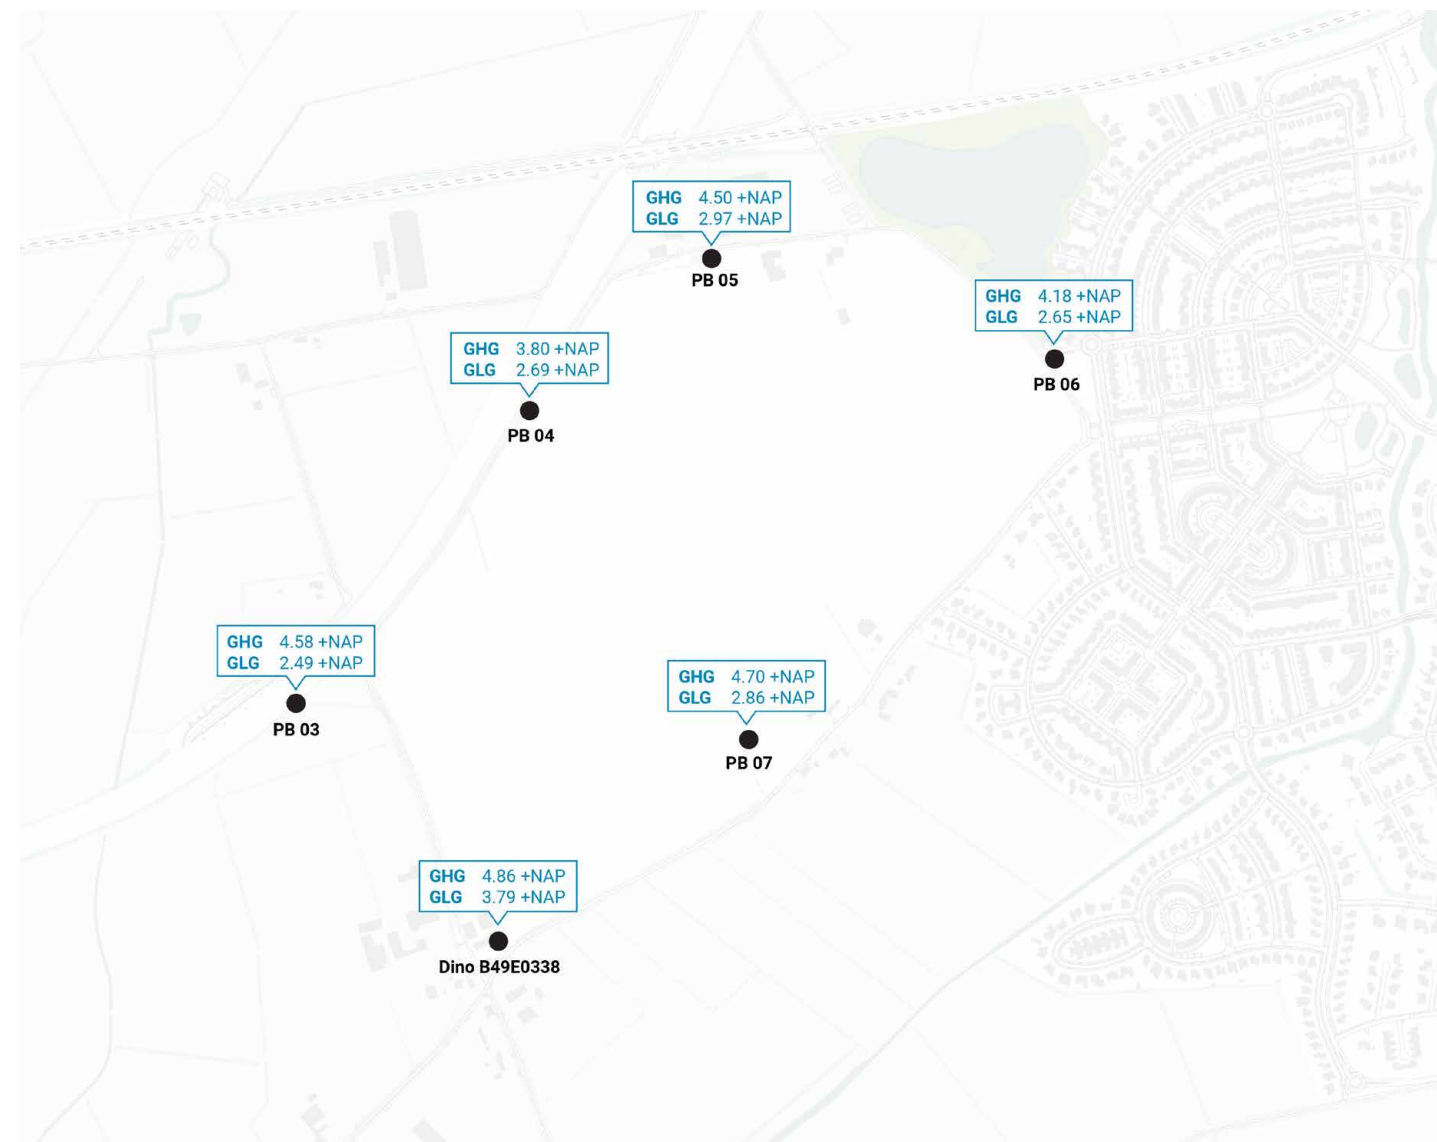 GHG 4.50 +NAP
GLG 2.97 +NAP
PB 05
GHG 4.18 +NAP
GLG 2.65 +NAP
PB 06
GHG 3.80 +NAP
GLG 2.69 +NAP
PB 04
GHG 4.58 +NAP
GLG 2.49 +NAP
PB 03
GHG 4.70 +NAP
GLG 2.86 +NAP
PB 07
GHG 4.86 +NAP
GLG 3.79 +NAP
Dino B49E0338